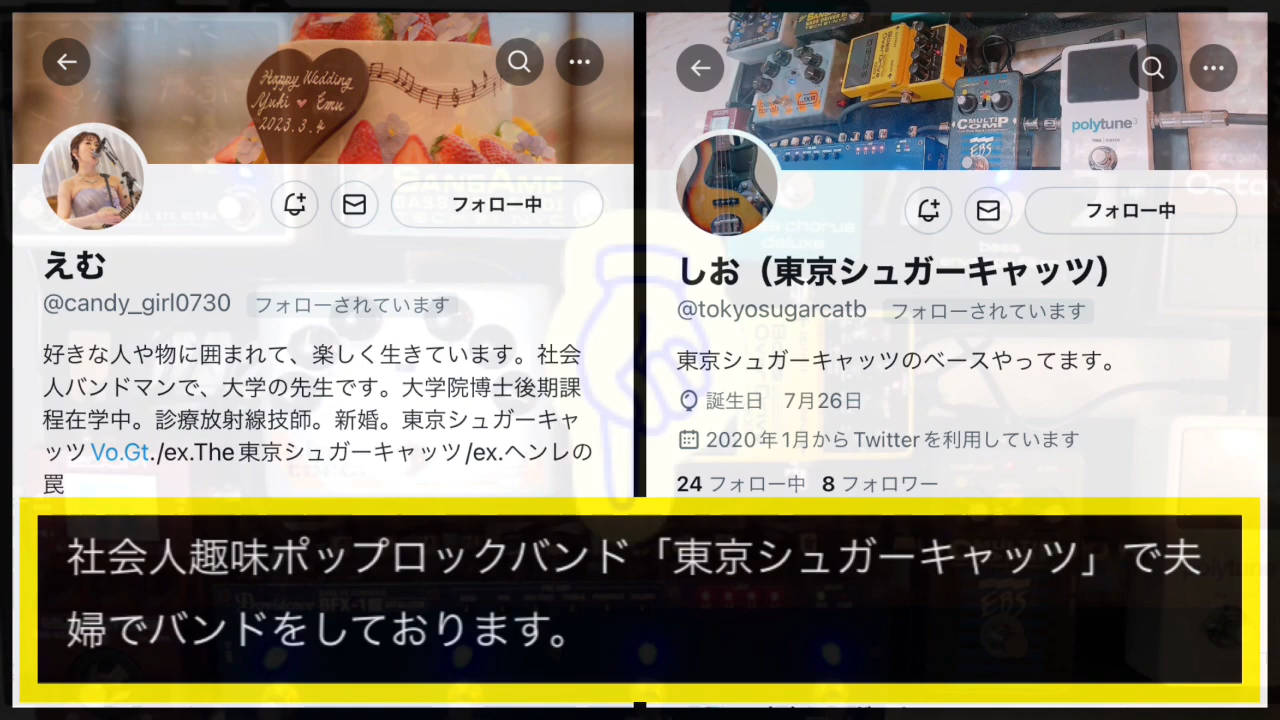 Happy Wedding
Yuki ♥ Emu
2023.3.4
フォロー中
えむ
@candy_girl0730 フォローされています
好きな人や物に囲まれて、楽しく生きています。社会
人バンドマンで、大学の先生です。大学院博士後期課
程在学中。診療放射線技師。新婚。東京シュガーキャ
ッツ Vo.Gt./ex.The東京シュガーキャッツ/ex.ヘンレの
罠
MULTI
COMP
EBS
polytune3
フォロー中
しお（東京シュガーキャッツ）
@tokyosugarcatb フォローされています
東京シュガーキャッツのベースやってます。
誕生日 7月26日
2020年1月からTwitterを利用しています
24 フォロー中 8 フォロワー
社会人趣味ポップロックバンド「東京シュガーキャッツ」で夫
婦でバンドをしております。